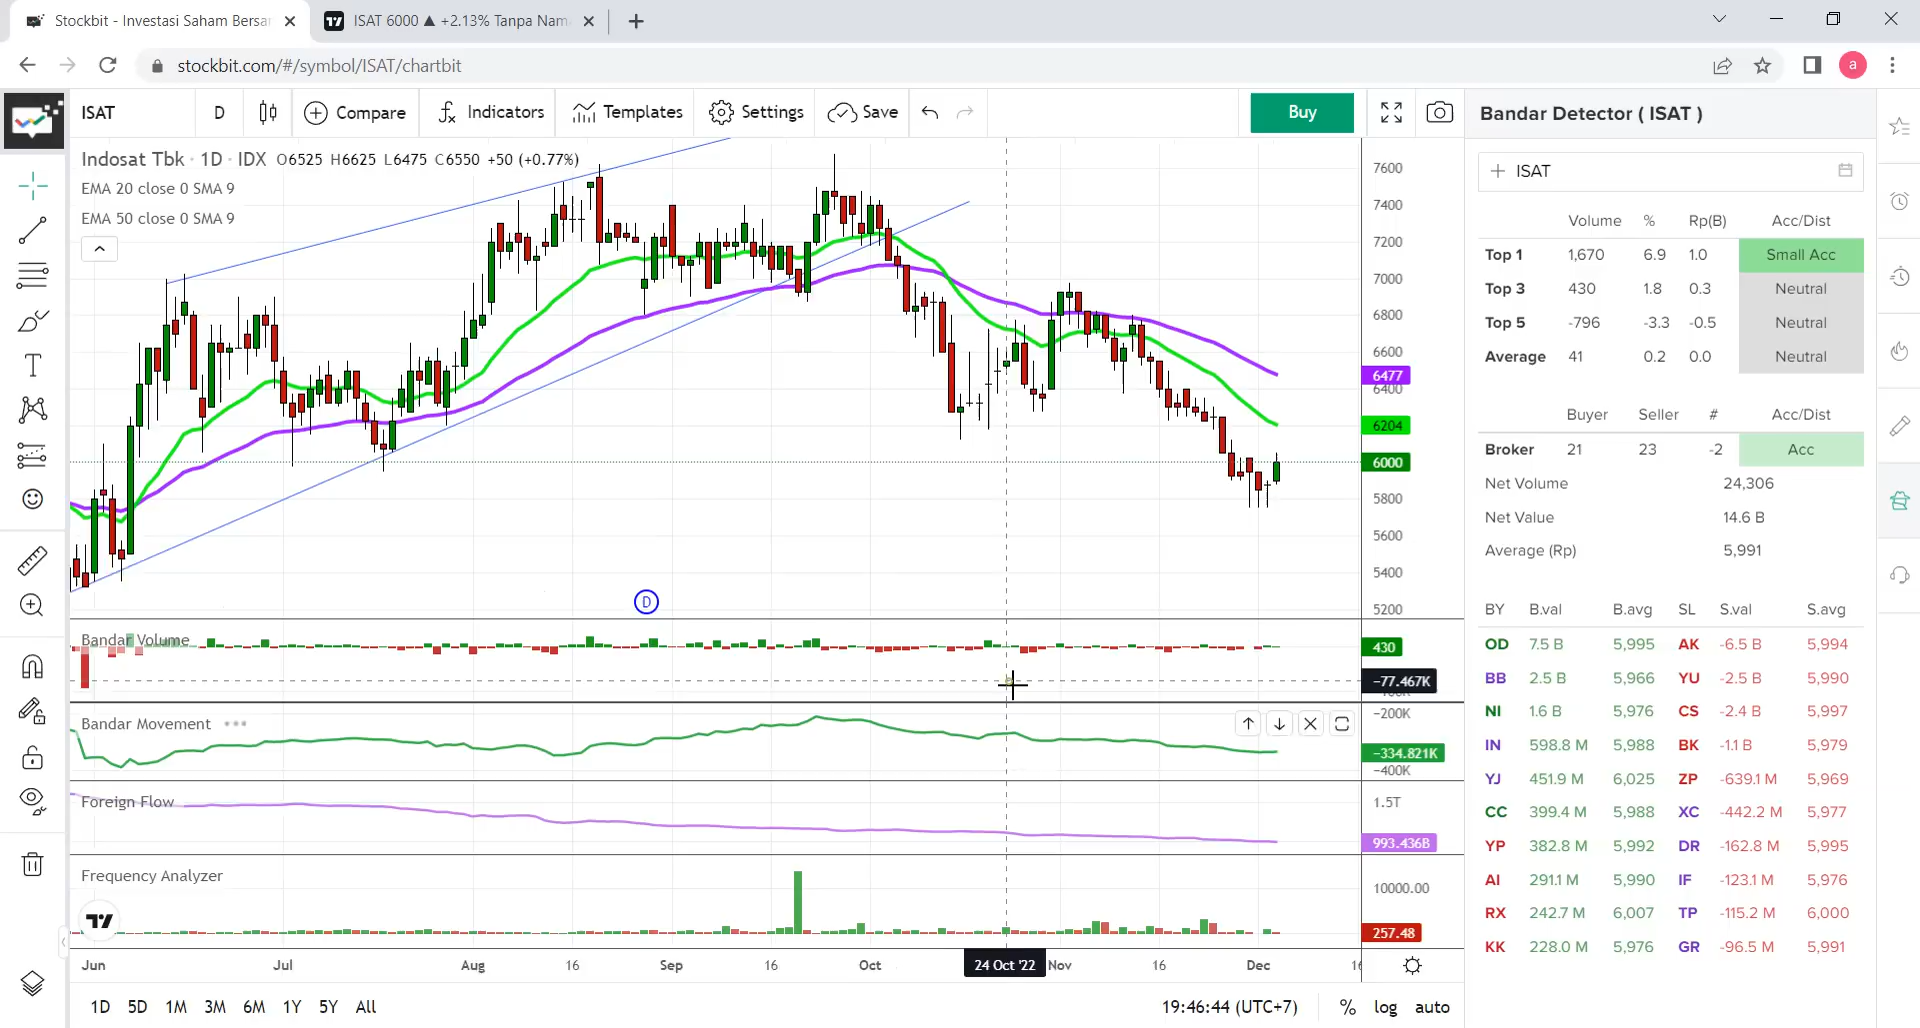 Stockbit - Investasi Saham Bersar
ISAT 6000 ▲ +2.13% Tanpa Nam
stockbit.com/#/symbol/ISAT/chartbit
a
ISAT
D
Compare
Indicators
Templates
Settings
Save
Buy
Indosat Tbk · 1D · IDX O6525 H6625 L6475 C6550 +50 (+0.77%)
EMA 20 close 0 SMA 9
EMA 50 close 0 SMA 9
7600
7400
7200
7000
6800
6600
6477
6400
6204
6000
5800
5600
5400
5200
D
Bandar Volume
430
−77.467K
Bandar Movement
−200K
−334.821K
−400K
Foreign Flow
1.5T
993.436B
Frequency Analyzer
10000.00
257.48
Jun Jul Aug 16 Sep 16 Oct 24 Oct '22 Nov 16 Dec 16
1D 5D 1M 3M 6M 1Y 5Y All
19:46:44 (UTC+7) % log auto
Bandar Detector ( ISAT )
ISAT
Volume % Rp(B) Acc/Dist
Top 1 1,670 6.9 1.0 Small Acc
Top 3 430 1.8 0.3 Neutral
Top 5 -796 -3.3 -0.5 Neutral
Average 41 0.2 0.0 Neutral
Buyer Seller # Acc/Dist
Broker 21 23 -2 Acc
Net Volume 24,306
Net Value 14.6 B
Average (Rp) 5,991
BY B.val B.avg SL S.val S.avg
OD 7.5 B 5,995 AK -6.5 B 5,994
BB 2.5 B 5,966 YU -2.5 B 5,990
NI 1.6 B 5,976 CS -2.4 B 5,997
IN 598.8 M 5,988 BK -1.1 B 5,979
YJ 451.9 M 6,025 ZP -639.1 M 5,969
CC 399.4 M 5,988 XC -442.2 M 5,977
YP 382.8 M 5,992 DR -162.8 M 5,995
AI 291.1 M 5,990 IF -123.1 M 5,976
RX 242.7 M 6,007 TP -115.2 M 6,000
KK 228.0 M 5,976 GR -96.5 M 5,991